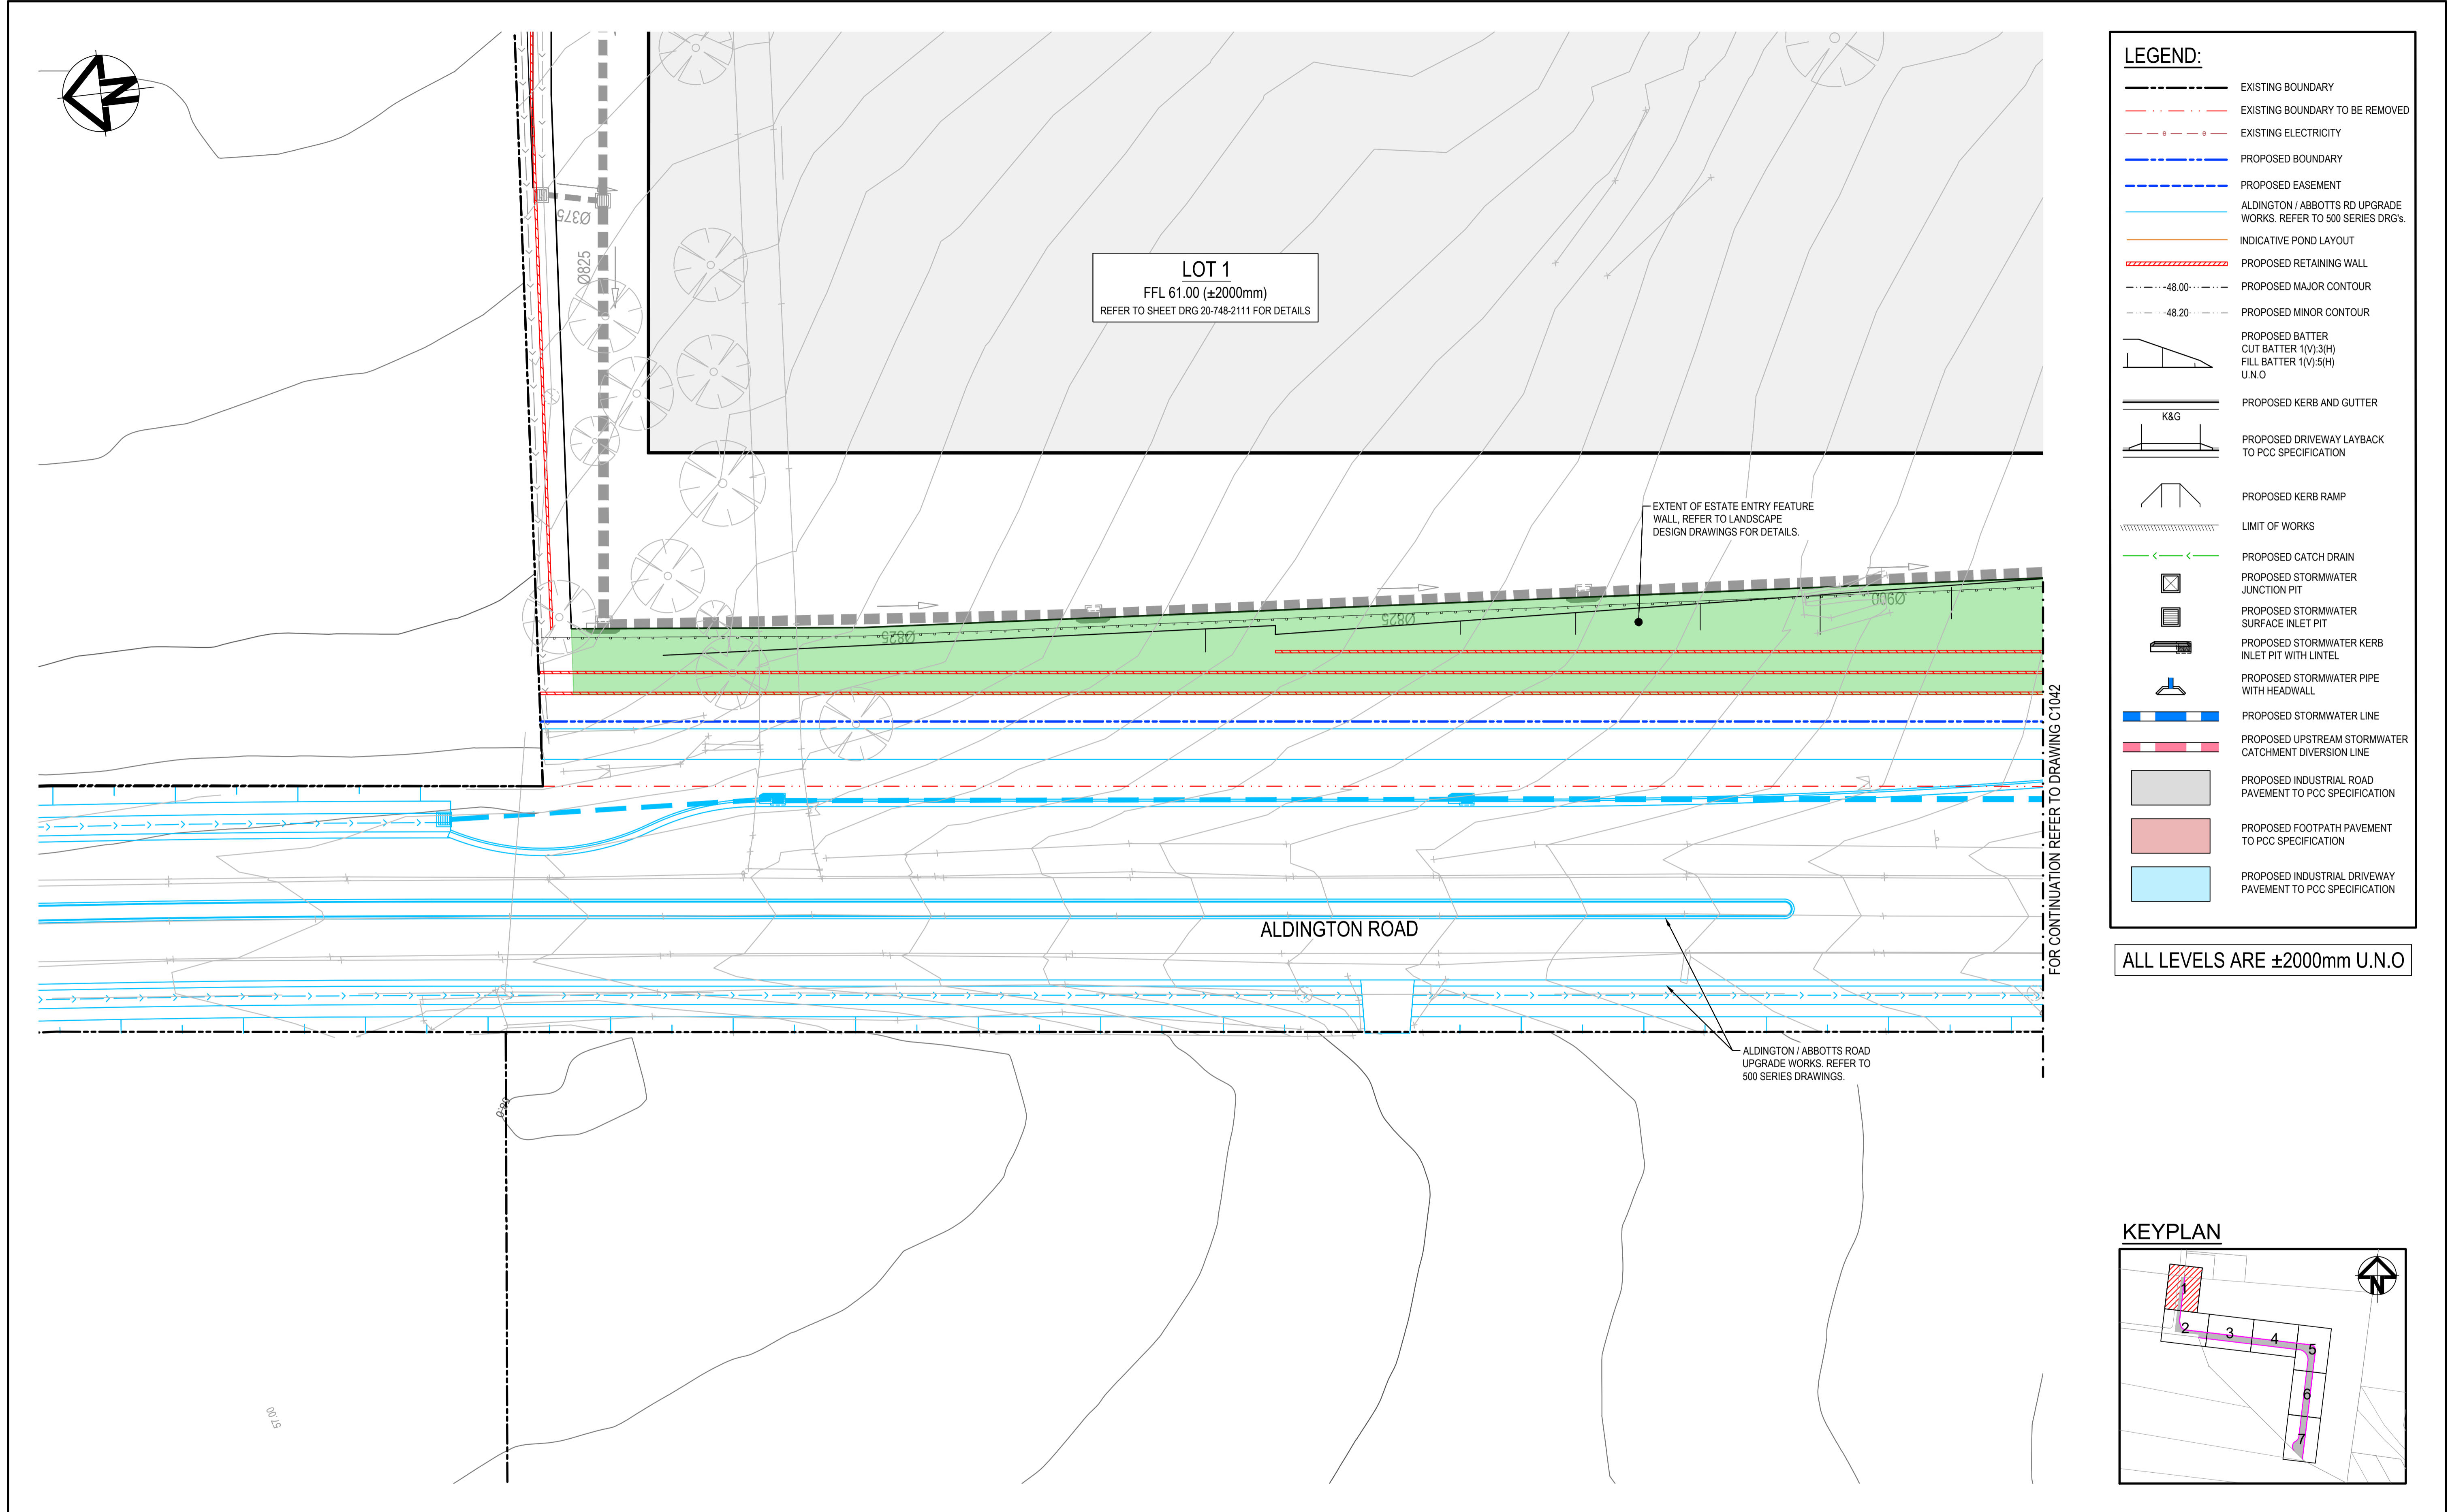 N
Ø375
Ø825
LOT 1
FFL 61.00 (±2000mm)
REFER TO SHEET DRG 20-748-2111 FOR DETAILS
EXTENT OF ESTATE ENTRY FEATURE
WALL, REFER TO LANDSCAPE
DESIGN DRAWINGS FOR DETAILS.
Ø825
Ø825
Ø900
FOR CONTINUATION REFER TO DRAWING C1042
ALDINGTON ROAD
ALDINGTON / ABBOTTS ROAD
UPGRADE WORKS. REFER TO
500 SERIES DRAWINGS.
57.00
LEGEND:
EXISTING BOUNDARY
EXISTING BOUNDARY TO BE REMOVED
e e
EXISTING ELECTRICITY
PROPOSED BOUNDARY
PROPOSED EASEMENT
ALDINGTON / ABBOTTS RD UPGRADE
WORKS. REFER TO 500 SERIES DRG's.
INDICATIVE POND LAYOUT
PROPOSED RETAINING WALL
48.00
PROPOSED MAJOR CONTOUR
48.20
PROPOSED MINOR CONTOUR
PROPOSED BATTER
CUT BATTER 1(V):3(H)
FILL BATTER 1(V):5(H)
U.N.O
PROPOSED KERB AND GUTTER
K&G
PROPOSED DRIVEWAY LAYBACK
TO PCC SPECIFICATION
PROPOSED KERB RAMP
LIMIT OF WORKS
PROPOSED CATCH DRAIN
PROPOSED STORMWATER
JUNCTION PIT
PROPOSED STORMWATER
SURFACE INLET PIT
PROPOSED STORMWATER KERB
INLET PIT WITH LINTEL
PROPOSED STORMWATER PIPE
WITH HEADWALL
PROPOSED STORMWATER LINE
PROPOSED UPSTREAM STORMWATER
CATCHMENT DIVERSION LINE
PROPOSED INDUSTRIAL ROAD
PAVEMENT TO PCC SPECIFICATION
PROPOSED FOOTPATH PAVEMENT
TO PCC SPECIFICATION
PROPOSED INDUSTRIAL DRIVEWAY
PAVEMENT TO PCC SPECIFICATION
ALL LEVELS ARE ±2000mm U.N.O
KEYPLAN
N
1
2
3
4
5
6
7